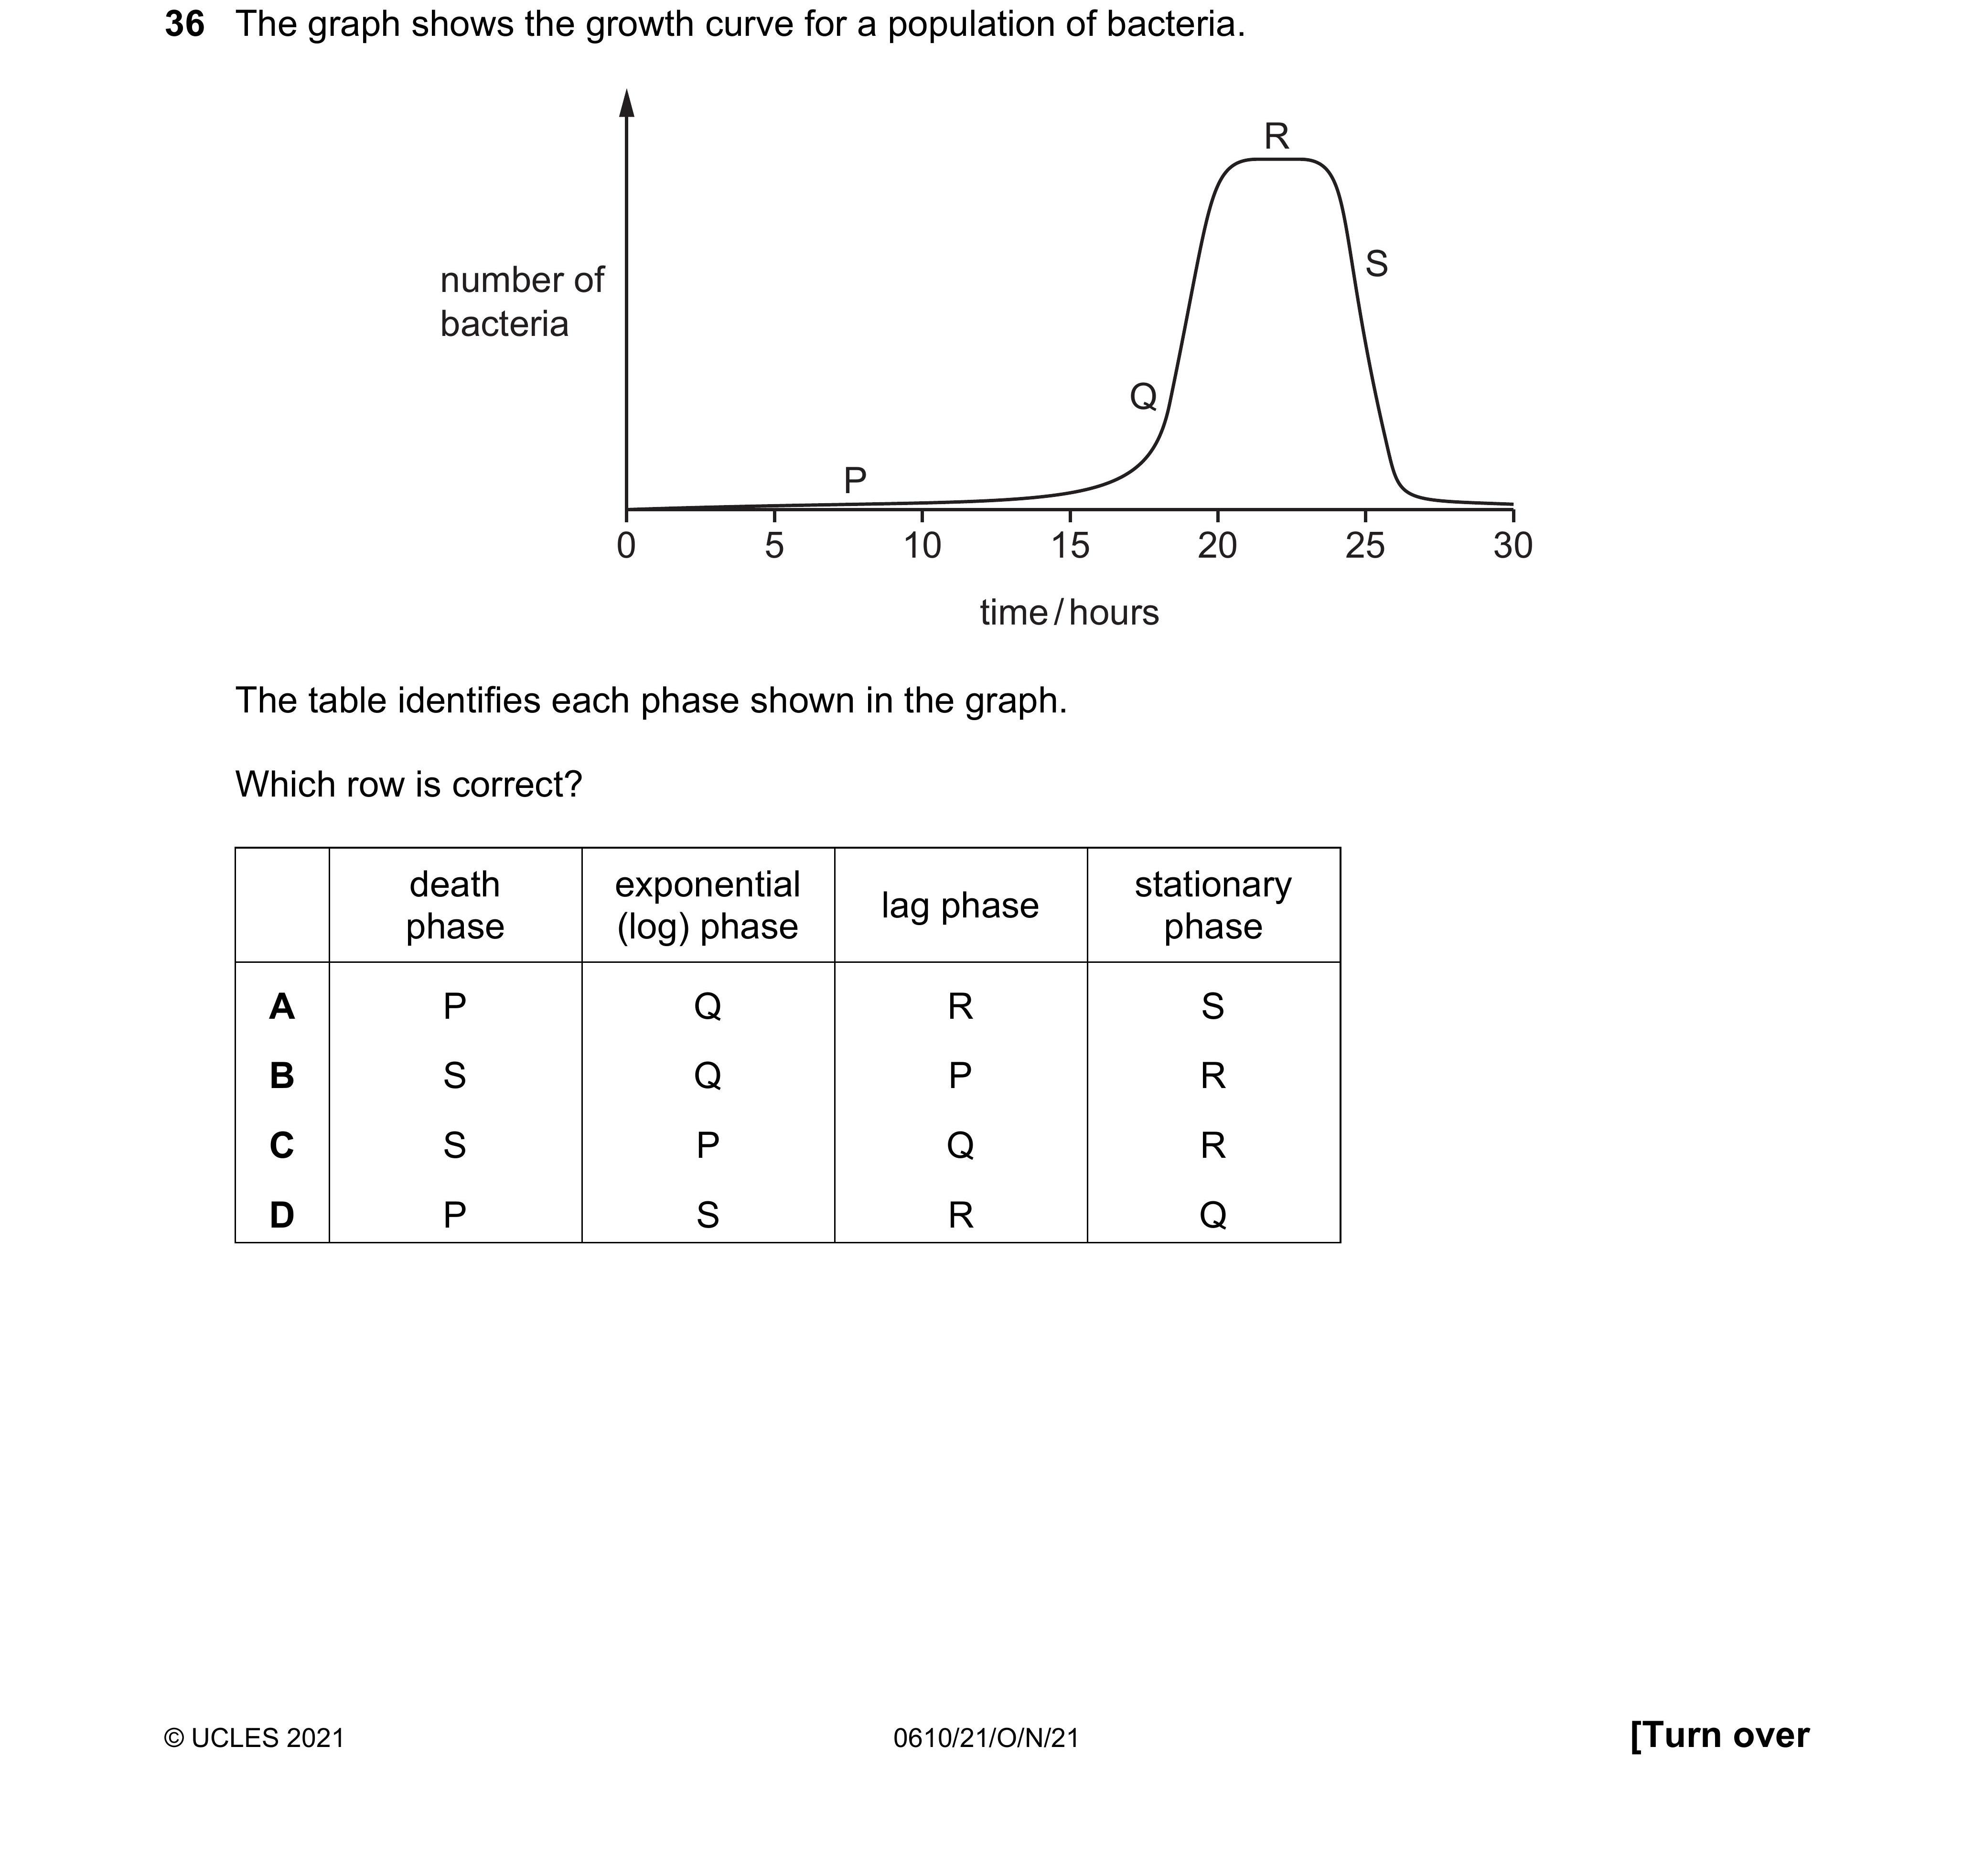 36 The graph shows the growth curve for a population of bacteria.
R
S
number of
bacteria
Q
P
0 5 10 15 20 25 30
time / hours
The table identifies each phase shown in the graph.
Which row is correct?
death
phase
exponential
(log) phase
lag phase
stationary
phase
A P Q R S
B S Q P R
C S P Q R
D P S R Q
© UCLES 2021 0610/21/O/N/21 [Turn over